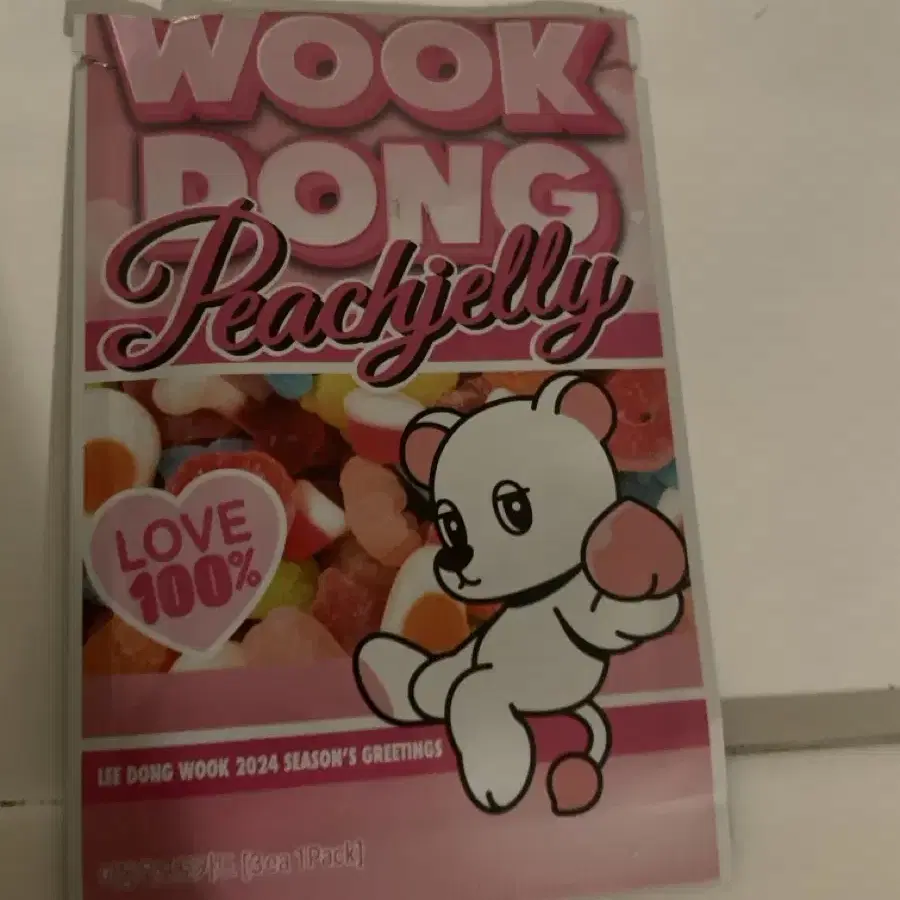 WOOK
DONG
Peachjelly
LOVE
100%
LEE DONG WOOK 2024 SEASON'S GREETINGS
[3ea 1Pack]